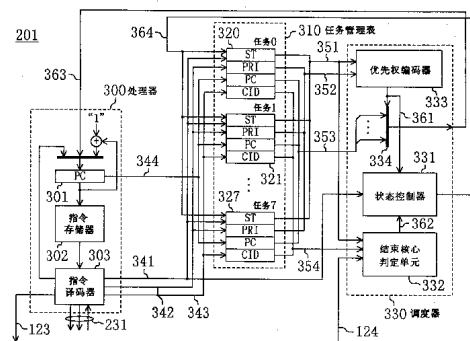 201
364
320
任务0
310 任务管理表
351
ST
PRI
PC
CID
352
优先权编码器
333
363
300 处理器
"1"
+
PC
301
344
任务1
ST
PRI
PC
CID
321
353
361
334
331
状态控制器
指令
存储器
302
303
327
任务7
ST
PRI
PC
CID
362
354
结束核心
判定单元
332
指令
译码器
341
342
343
330 调度器
123
231
124